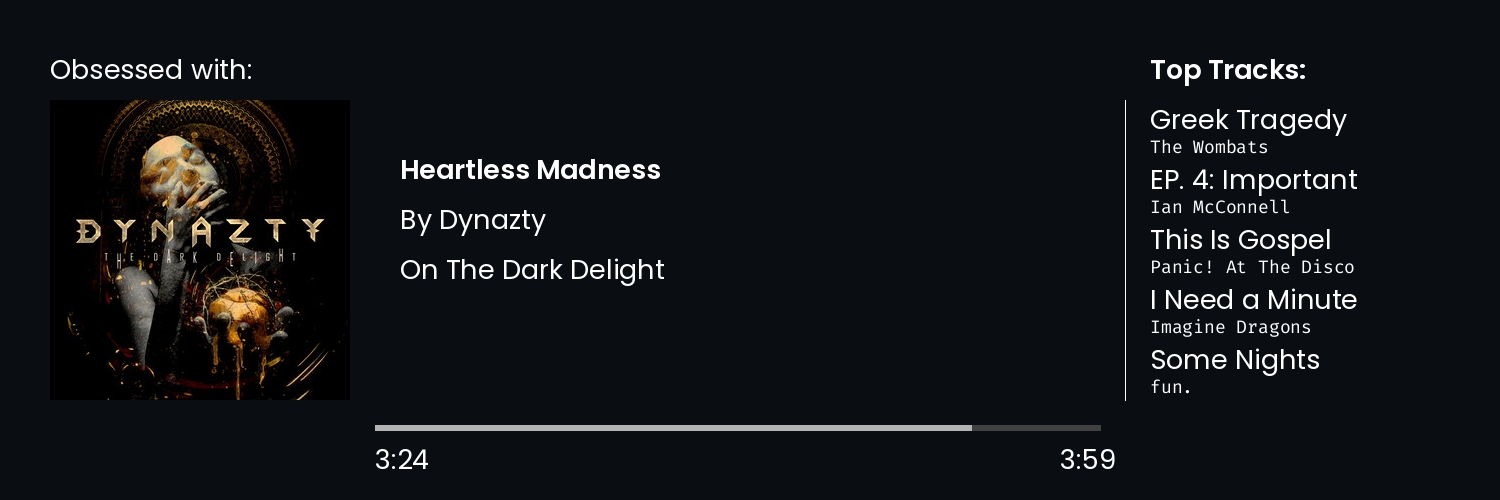 Obsessed with:
DYNAZTY
THE DARK DELIGHT
Heartless Madness
By Dynazty
On The Dark Delight
3:24
3:59
Top Tracks:
Greek Tragedy
The Wombats
EP. 4: Important
Ian McConnell
This Is Gospel
Panic! At The Disco
I Need a Minute
Imagine Dragons
Some Nights
fun.